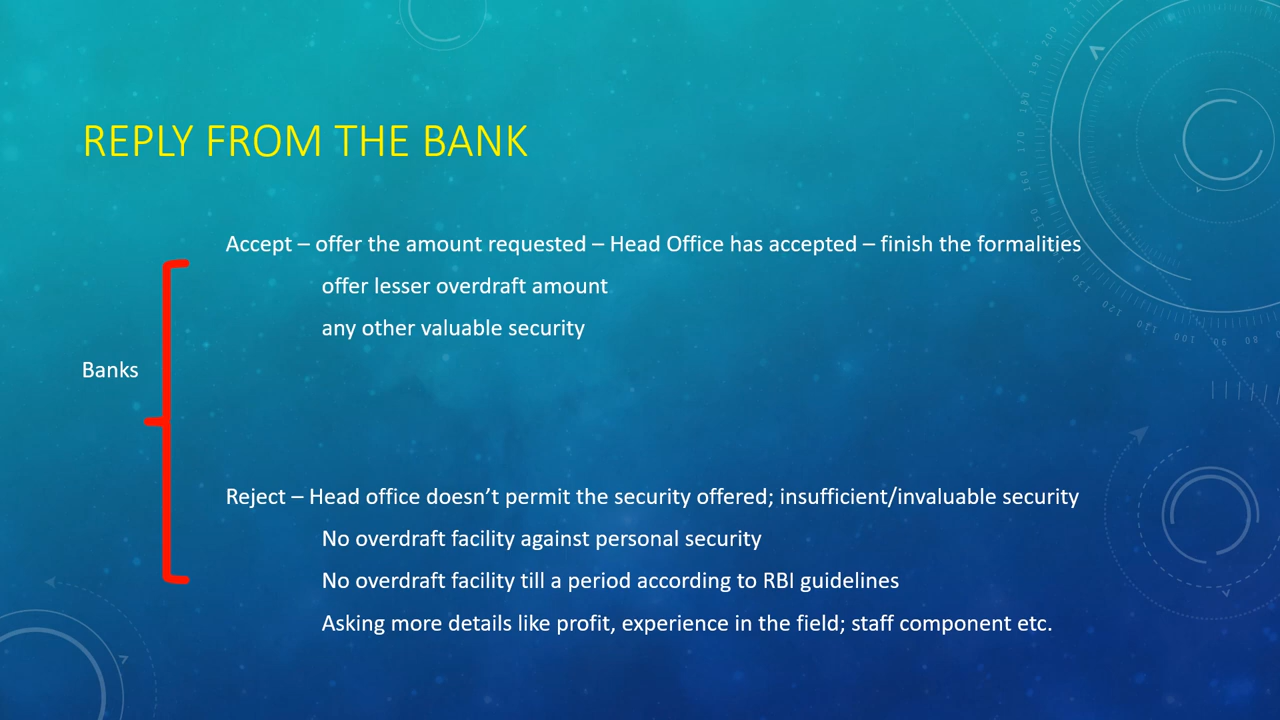 REPLY FROM THE BANK
Accept – offer the amount requested – Head Office has accepted – finish the formalities
offer lesser overdraft amount
any other valuable security
Banks
Reject – Head office doesn’t permit the security offered; insufficient/invaluable security
No overdraft facility against personal security
No overdraft facility till a period according to RBI guidelines
Asking more details like profit, experience in the field; staff component etc.